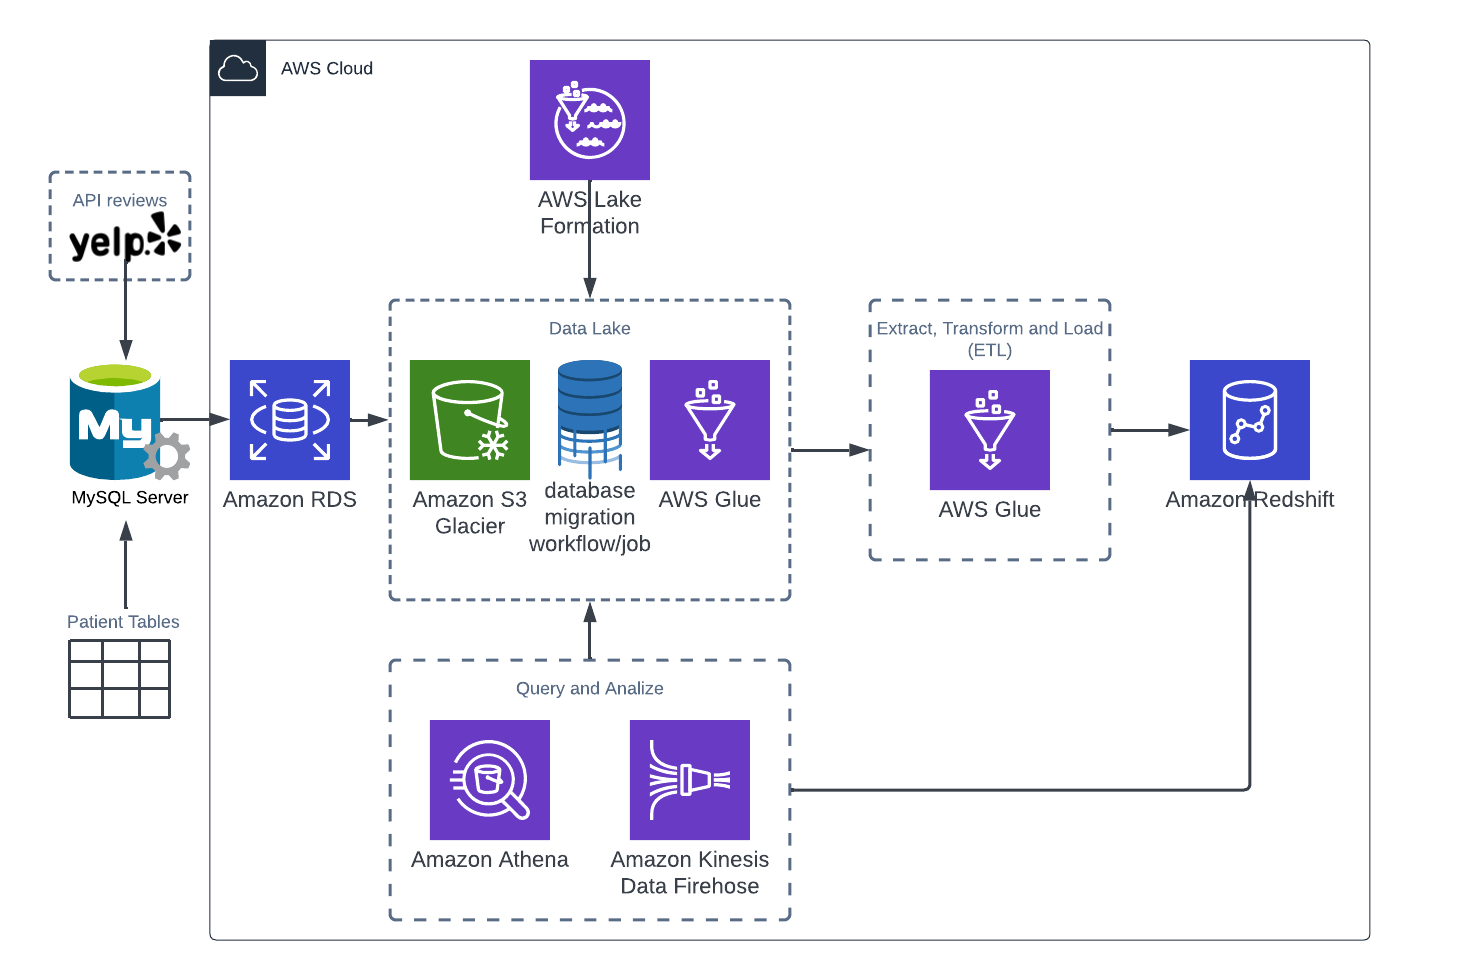 AWS Cloud
AWS Lake
Formation
API reviews
yelp
MySQL Server
My
Amazon RDS
Data Lake
Amazon S3
Glacier
database
migration
workflow/job
AWS Glue
Extract, Transform and Load
(ETL)
AWS Glue
Amazon Redshift
Patient Tables
Query and Analize
Amazon Athena
Amazon Kinesis
Data Firehose